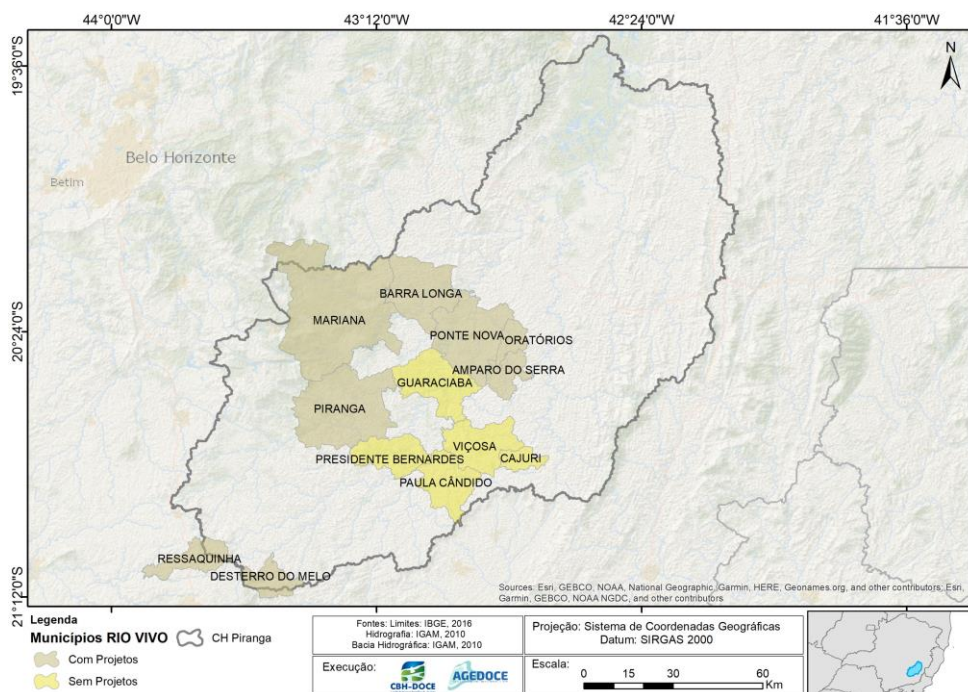 44°0'0"W
43°12'0"W
42°24'0"W
41°36'0"W
19°36'0"S
20°24'0"S
21°12'0"S
N
Belo Horizonte
Betim
BARRA LONGA
MARIANA
PONTE NOVA
ORATÓRIOS
AMPARO DO SERRA
GUARACIABA
PIRANGA
VIÇOSA
PRESIDENTE BERNARDES
CAJURI
PAULA CÂNDIDO
RESSAQUINHA
DESTERRO DO MELO
Sources: Esri, GEBCO, NOAA, National Geographic, Garmin, HERE, Geonames.org, and other contributors, Esri,
Garmin, GEBCO, NOAA NGDC, and other contributors
Legenda
Municípios RIO VIVO
CH Piranga
Com Projetos
Sem Projetos
Fontes: Limites: IBGE, 2016
Hidrografia: IGAM, 2010
Bacia Hidrográfica: IGAM, 2010
Execução:
CBH-DOCE
AGEDOCE
Projeção: Sistema de Coordenadas Geográficas
Datum: SIRGAS 2000
Escala:
0 15 30 60
Km